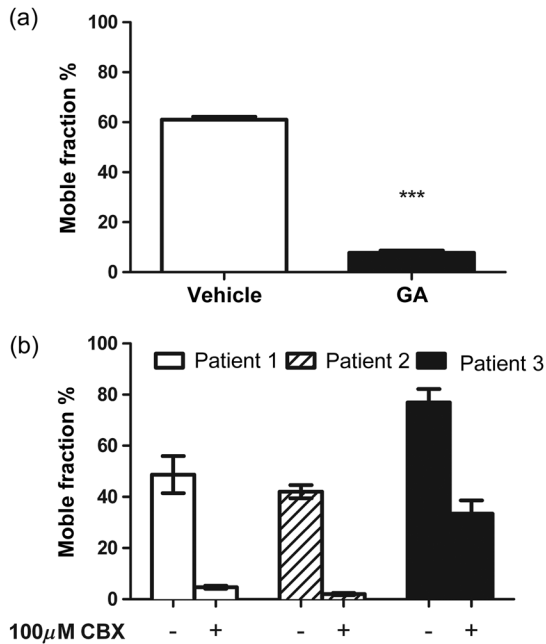 (a)
Moble fraction %
100
80
60
40
20
0
***
Vehicle GA
(b)
Moble fraction %
100
80
60
40
20
0
Patient 1 Patient 2 Patient 3
100μM CBX - + - + - +